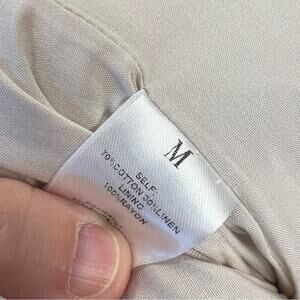 M
SELF:
70%COTTON 30%LINEN
LINING
100%RAYON